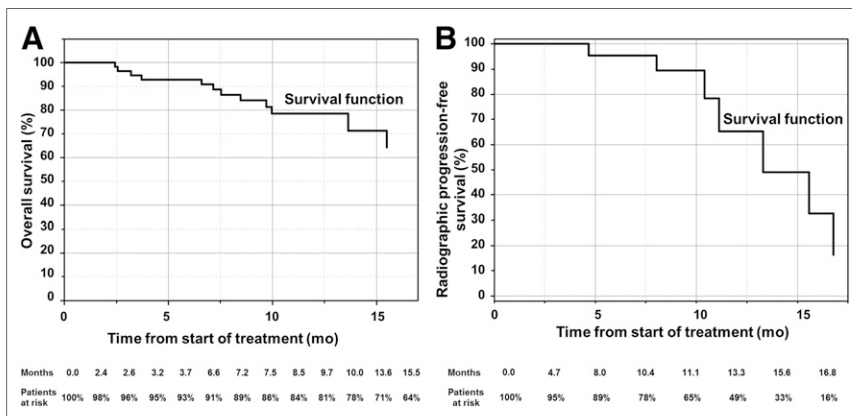 A
Overall survival (%)
100
90
80
70
60
50
40
30
20
10
0
Survival function
0 5 10 15
Time from start of treatment (mo)
Months 0.0 2.4 2.6 3.2 3.7 6.6 7.2 7.5 8.5 9.7 10.0 13.6 15.5
Patients
at risk 100% 98% 96% 95% 93% 91% 89% 86% 84% 81% 78% 71% 64%
B
Radiographic progression-free
survival (%)
100
90
80
70
60
50
40
30
20
10
0
Survival function
0 5 10 15
Time from start of treatment (mo)
Months 0.0 4.7 8.0 10.4 11.1 13.3 15.6 16.8
Patients
at risk 100% 95% 89% 78% 65% 49% 33% 16%